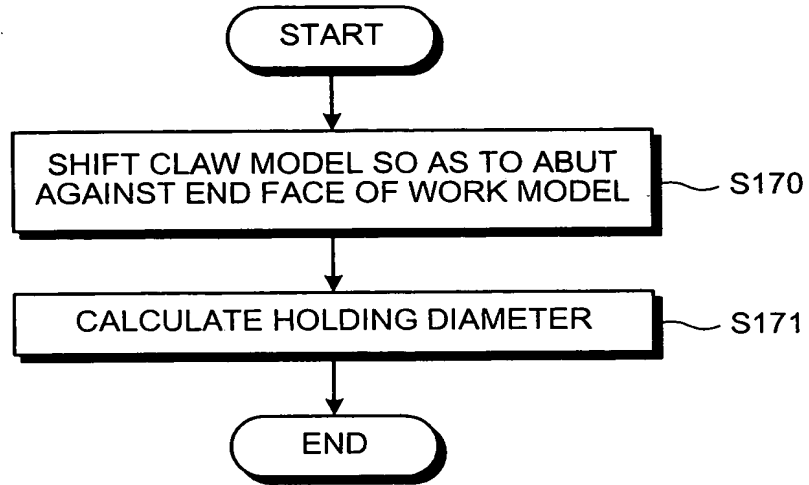 START
SHIFT CLAW MODEL SO AS TO ABUT
AGAINST END FACE OF WORK MODEL
S170
CALCULATE HOLDING DIAMETER
S171
END